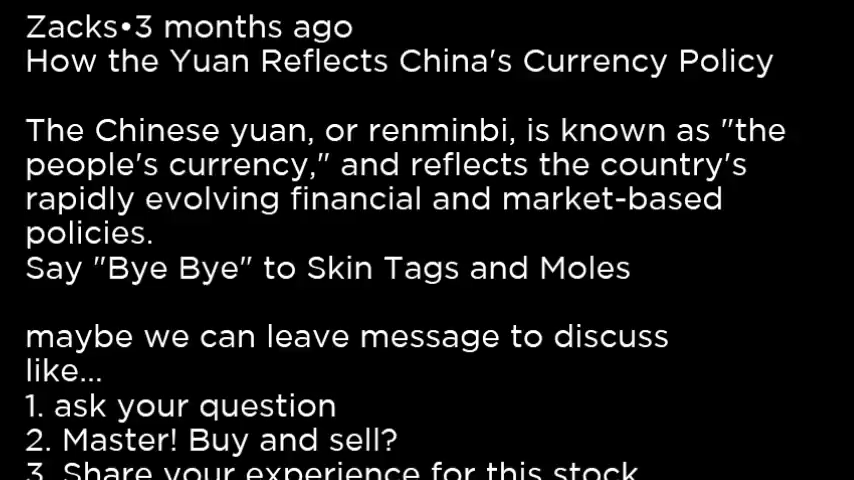 Zacks•3 months ago
How the Yuan Reflects China's Currency Policy
The Chinese yuan, or renminbi, is known as "the
people's currency," and reflects the country's
rapidly evolving financial and market-based
policies.
Say "Bye Bye" to Skin Tags and Moles
maybe we can leave message to discuss
like...
1. ask your question
2. Master! Buy and sell?
3. Share your experience for this stock